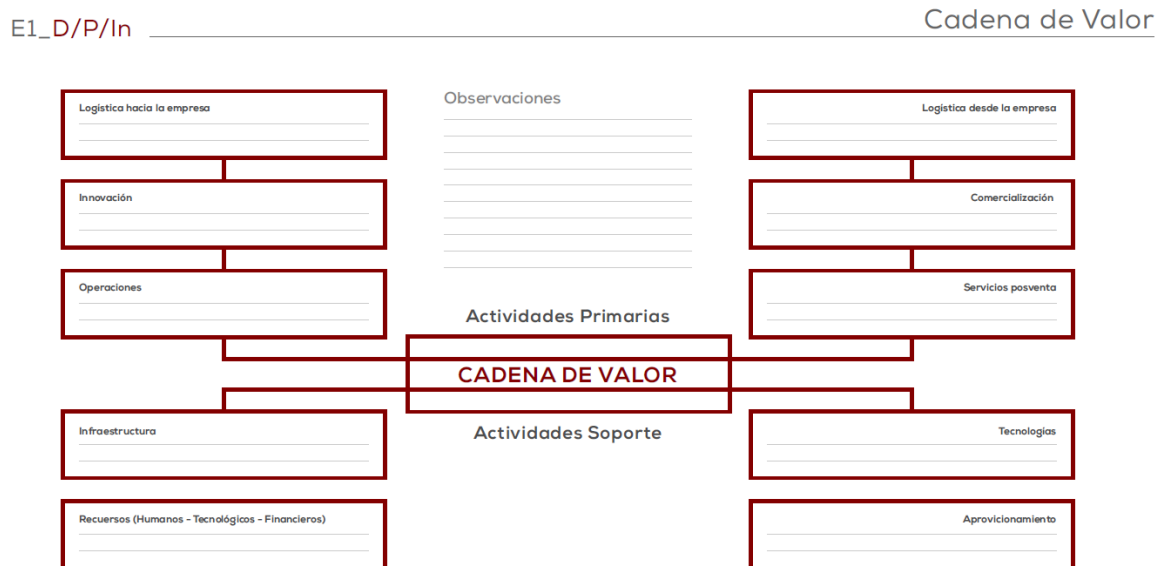 E1_D/P/In
Cadena de Valor
Logística hacia la empresa
Innovación
Operaciones
Observaciones
Logística desde la empresa
Comercialización
Servicios posventa
Actividades Primarias
CADENA DE VALOR
Actividades Soporte
Infraestructura
Recuersos (Humanos - Tecnológicos - Financieros)
Tecnologías
Aprovicionamiento